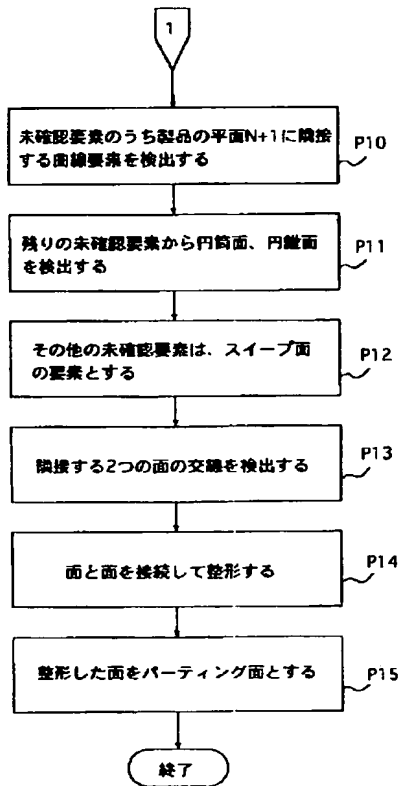 1
未確認要素のうち製品の平面N+1に隣接
する曲線要素を検出する
P10
残りの未確認要素から円筒面、円錐面
を検出する
P11
その他の未確認要素は、スイープ面
の要素とする
P12
隣接する2つの面の交線を検出する
P13
面と面を接続して整形する
P14
整形した面をパーティング面とする
P15
終了